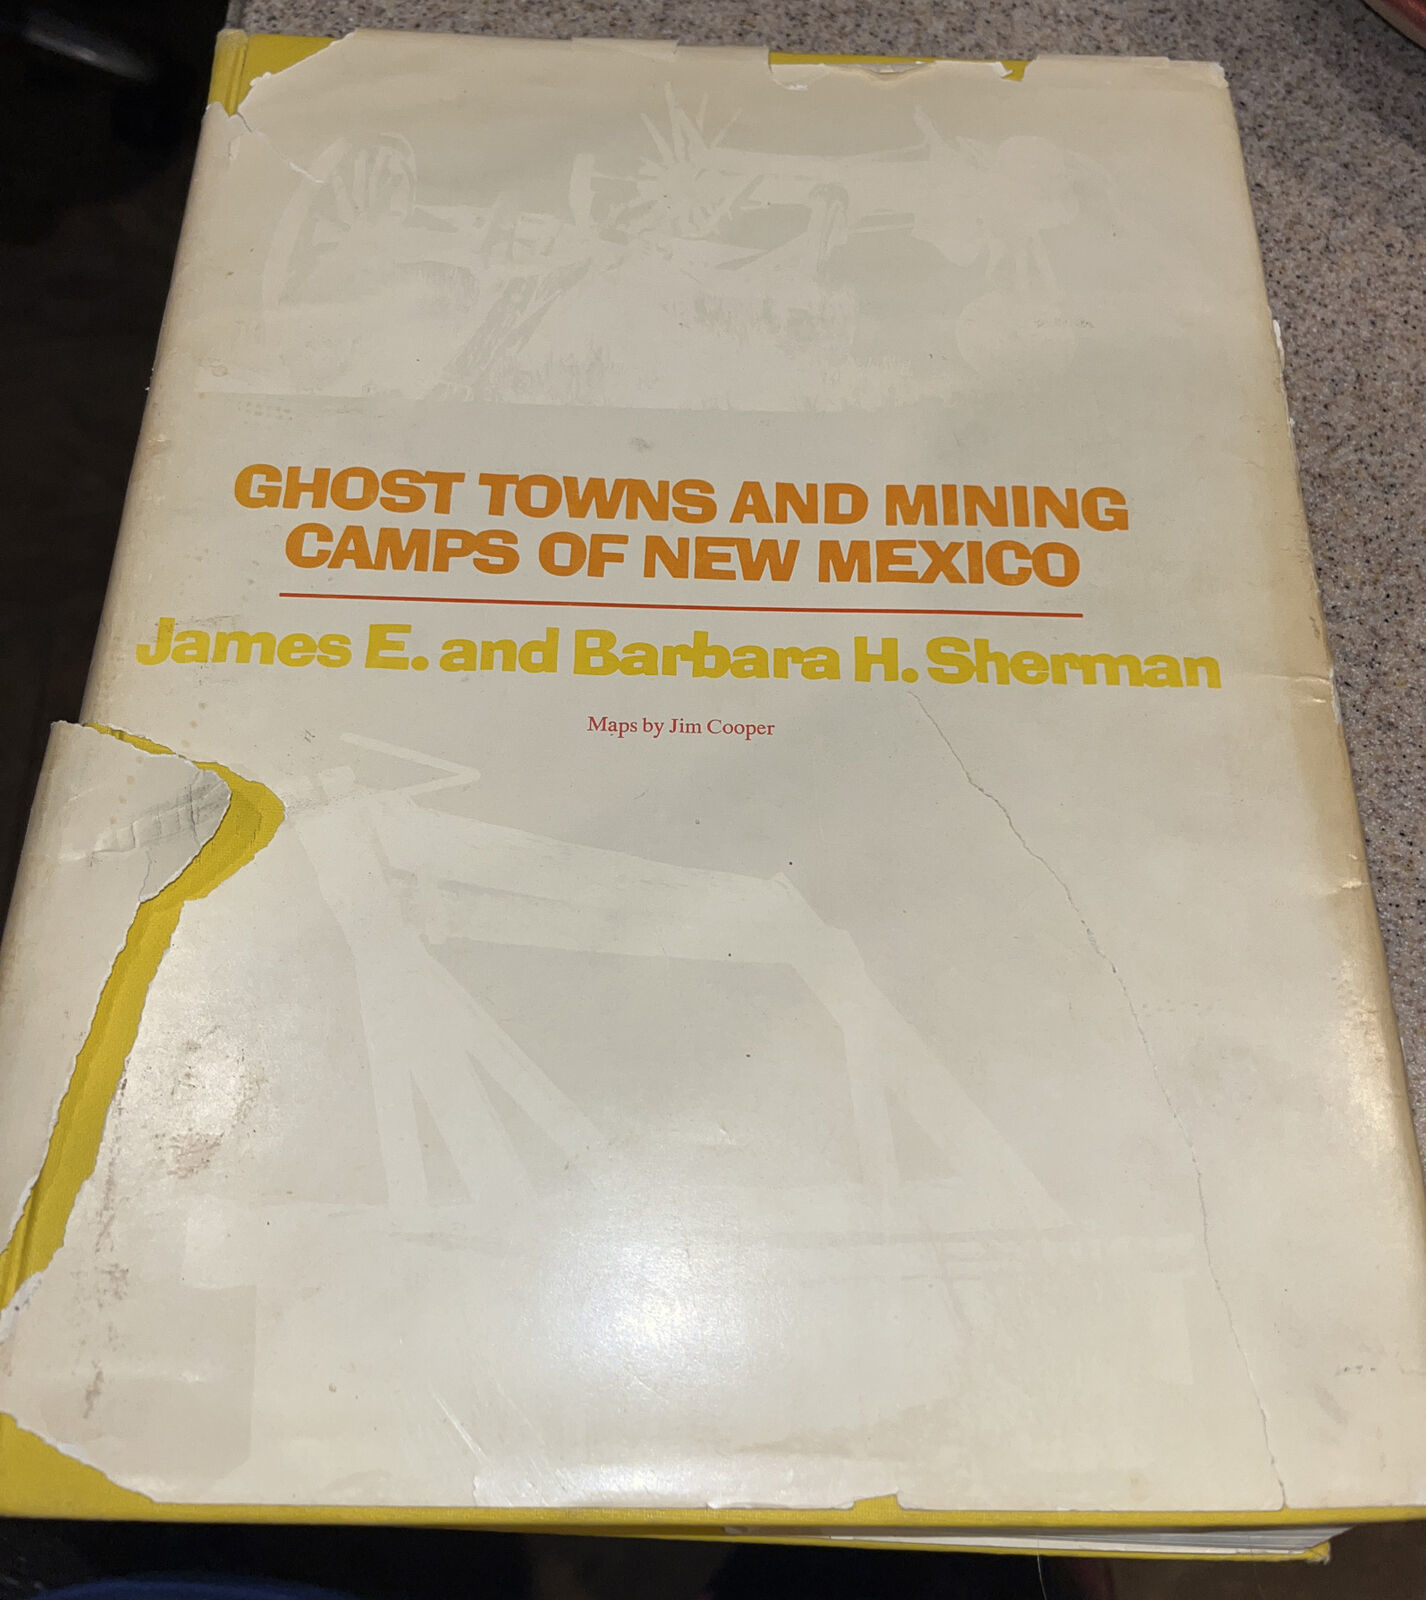 GHOST TOWNS AND MINING
CAMPS OF NEW MEXICO
James E. and Barbara H. Sherman
Maps by Jim Cooper